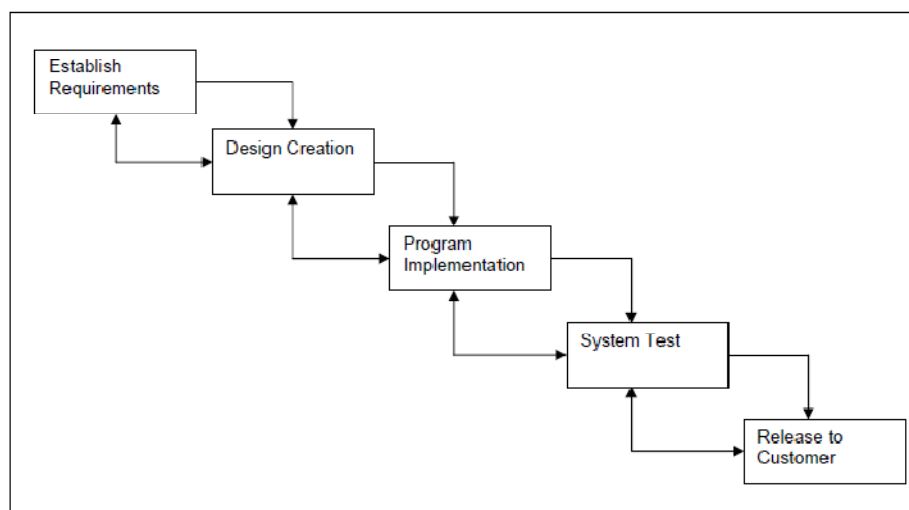 Establish
Requirements
Design Creation
Program
Implementation
System Test
Release to
Customer